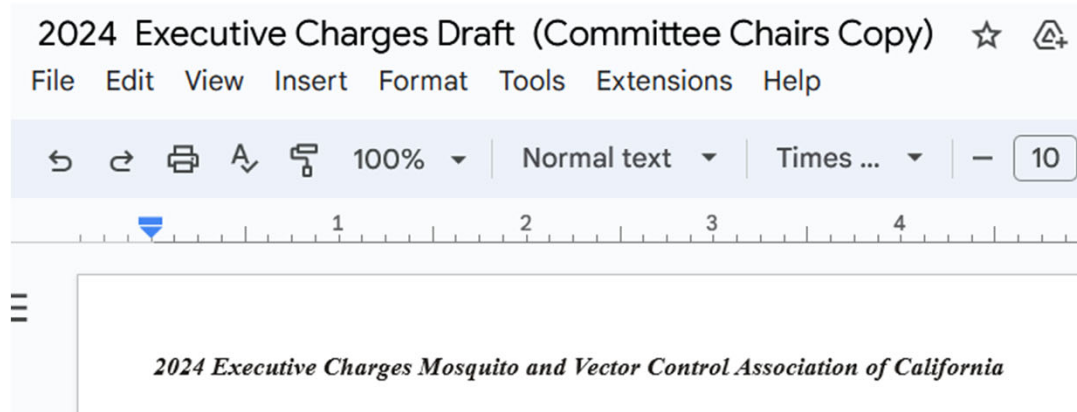 2024 Executive Charges Draft (Committee Chairs Copy)
File Edit View Insert Format Tools Extensions Help
100% Normal text Times ... 10
1 2 3 4
2024 Executive Charges Mosquito and Vector Control Association of California